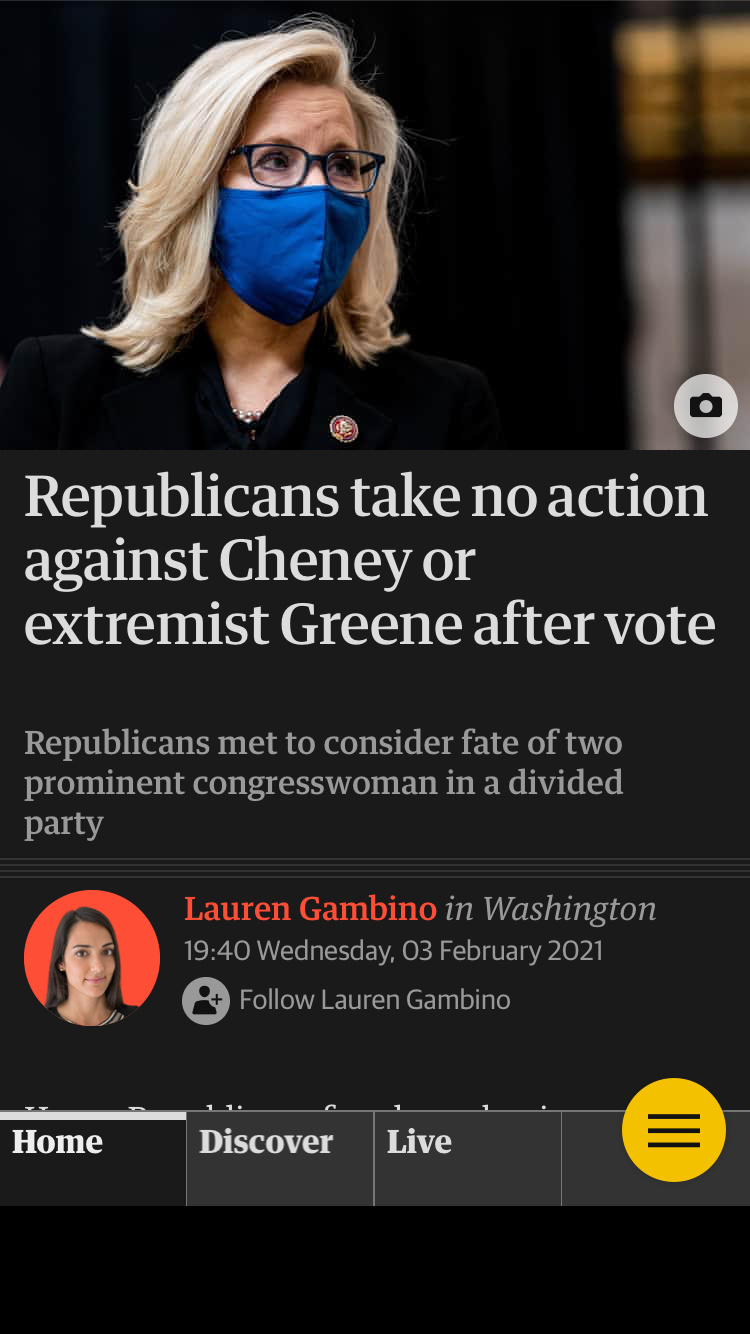 Republicans take no action
against Cheney or
extremist Greene after vote
Republicans met to consider fate of two
prominent congresswoman in a divided
party
Lauren Gambino in Washington
19:40 Wednesday, 03 February 2021
Follow Lauren Gambino
Home
Discover
Live